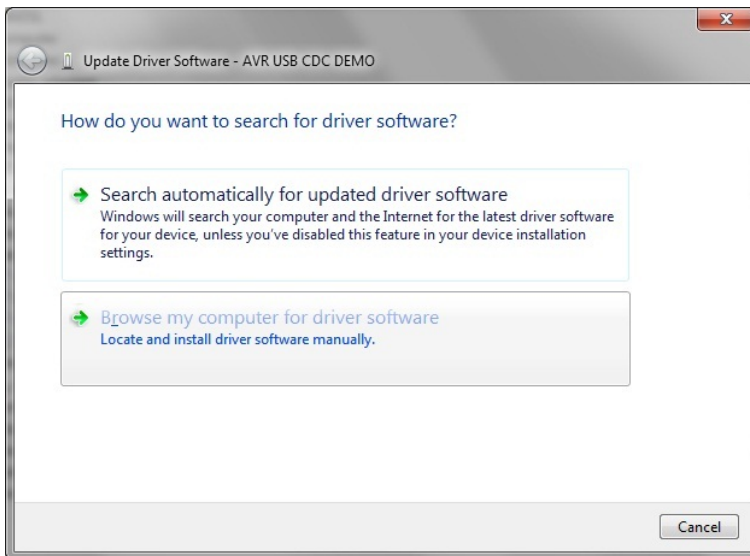 Update Driver Software - AVR USB CDC DEMO
How do you want to search for driver software?
Search automatically for updated driver software
Windows will search your computer and the Internet for the latest driver software
for your device, unless you've disabled this feature in your device installation
settings.
Browse my computer for driver software
Locate and install driver software manually.
Cancel